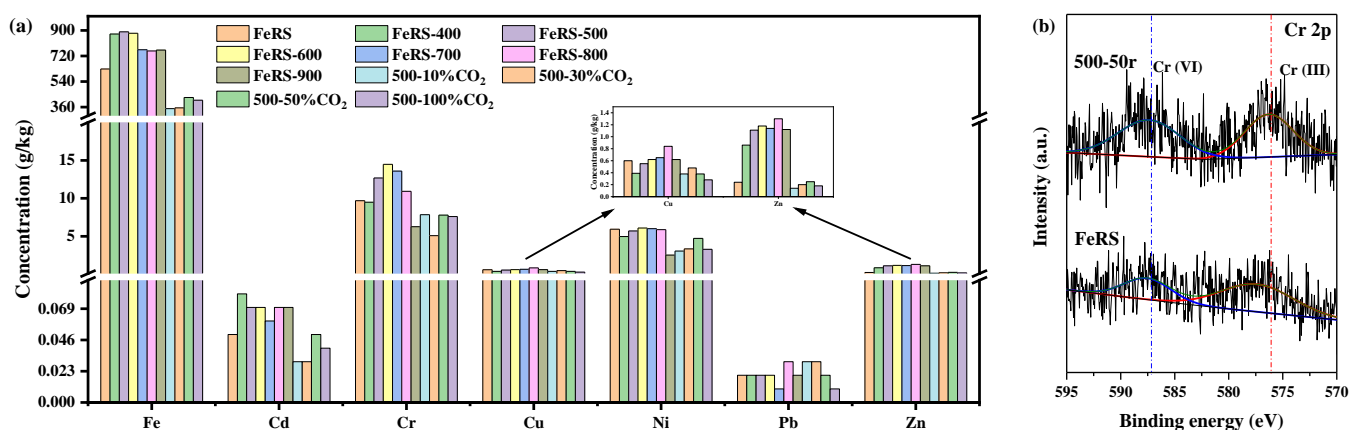 (a)
FeRS
FeRS-400
FeRS-500
FeRS-600
FeRS-700
FeRS-800
FeRS-900
500-10%CO₂
500-30%CO₂
500-50%CO₂
500-100%CO₂
Concentration (g/kg)
900
720
540
360
15
10
5
0.069
0.046
0.023
0.000
Fe Cd Cr Cu Ni Pb Zn
Concentration (g/kg)
1.4
1.2
1.0
0.8
0.6
0.4
0.2
0.0
Cu Zn
(b)
Cr 2p
500-50r
Cr (VI)
Cr (III)
FeRS
Intensity (a.u.)
595 590 585 580 575 570
Binding energy (eV)